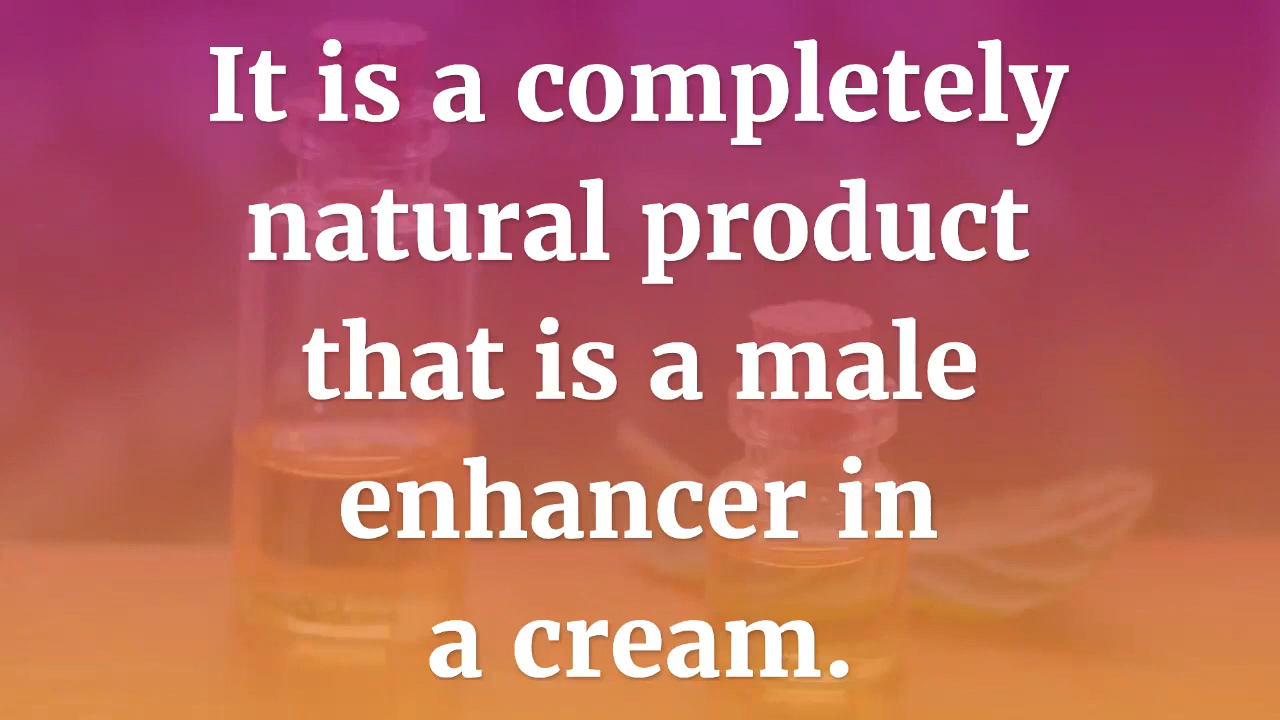 It is a completely
natural product
that is a male
enhancer in
a cream.